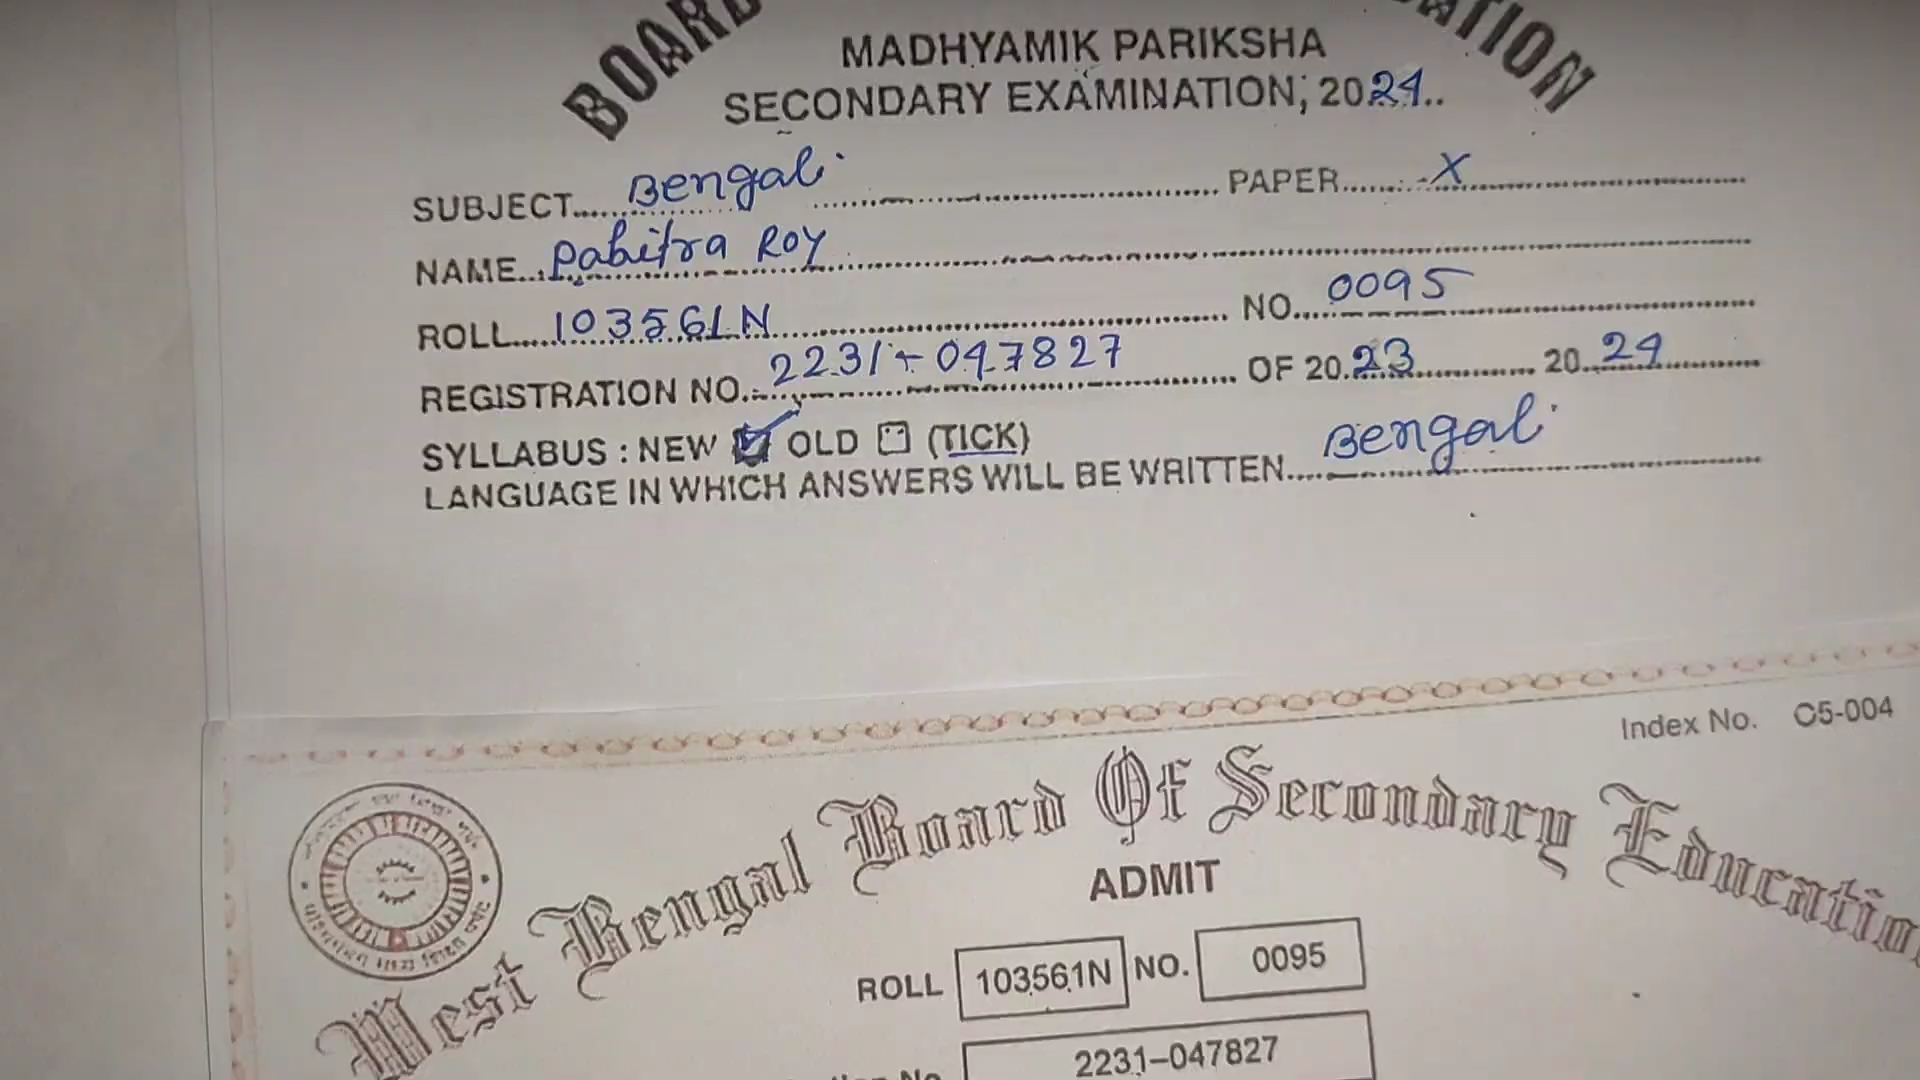 BOARD
ATION
MADHYAMIK PARIKSHA
SECONDARY EXAMINATION, 2024..
SUBJECT Bengali PAPER X
NAME Pabitra Roy
ROLL 103561N NO. 0095
REGISTRATION NO. 2231-047827 OF 20 23 20 24
SYLLABUS : NEW OLD (TICK)
LANGUAGE IN WHICH ANSWERS WILL BE WRITTEN Bengali
Index No. C5-004
West Bengal Board Of Secondary Education
ADMIT
ROLL 103561N NO. 0095
2231-047827